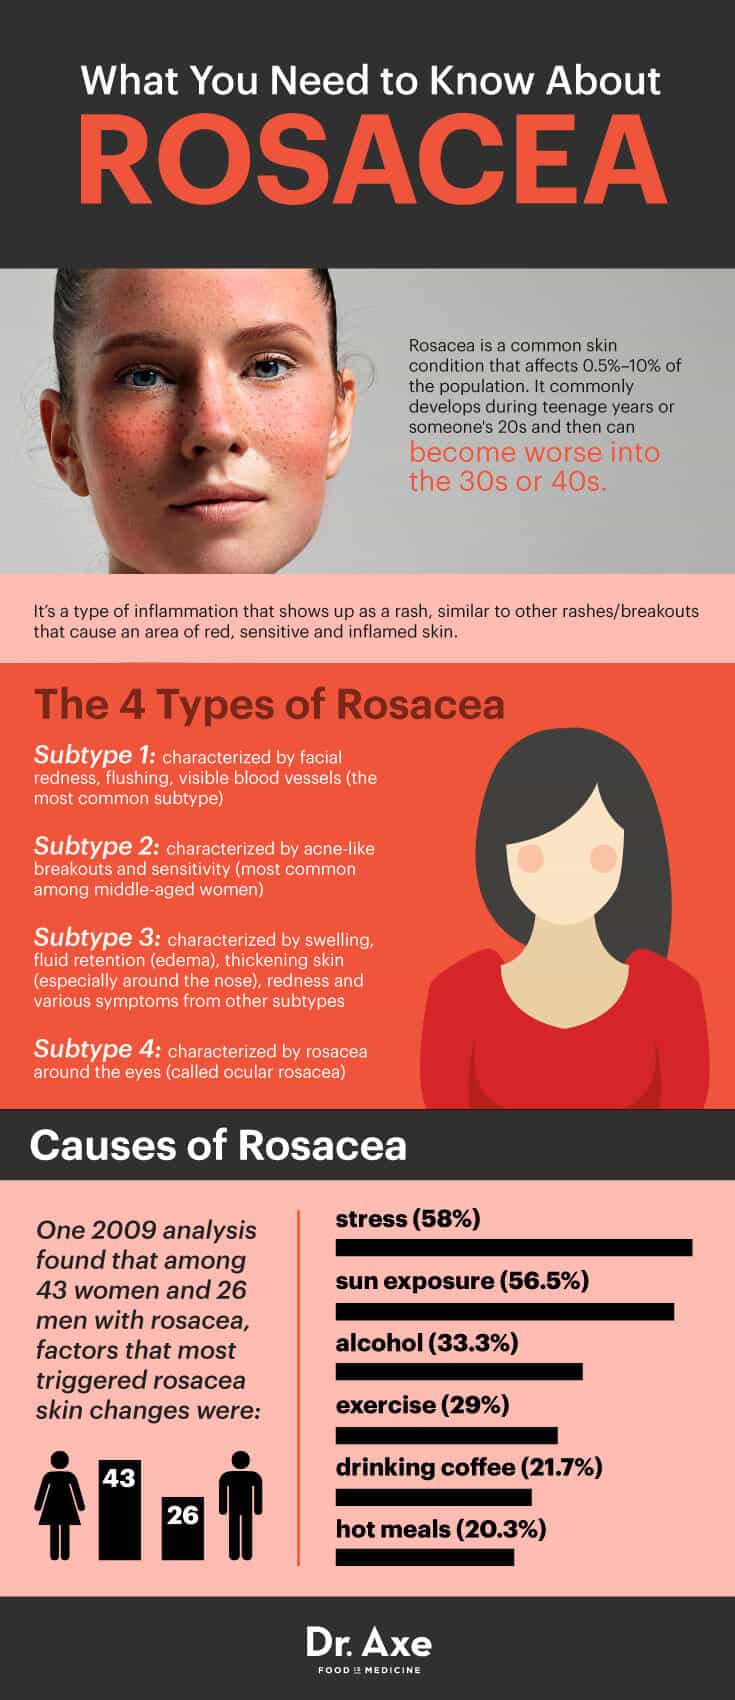 What You Need to Know About
ROSACEA
Rosacea is a common skin
condition that affects 0.5%–10% of
the population. It commonly
develops during teenage years or
someone's 20s and then can
become worse into
the 30s or 40s.
It's a type of inflammation that shows up as a rash, similar to other rashes/breakouts
that cause an area of red, sensitive and inflamed skin.
The 4 Types of Rosacea
Subtype 1: characterized by facial
redness, flushing, visible blood vessels (the
most common subtype)
Subtype 2: characterized by acne-like
breakouts and sensitivity (most common
among middle-aged women)
Subtype 3: characterized by swelling,
fluid retention (edema), thickening skin
(especially around the nose), redness and
various symptoms from other subtypes
Subtype 4: characterized by rosacea
around the eyes (called ocular rosacea)
Causes of Rosacea
One 2009 analysis
found that among
43 women and 26
men with rosacea,
factors that most
triggered rosacea
skin changes were:
43
26
stress (58%)
sun exposure (56.5%)
alcohol (33.3%)
exercise (29%)
drinking coffee (21.7%)
hot meals (20.3%)
Dr. Axe
FOOD IS MEDICINE